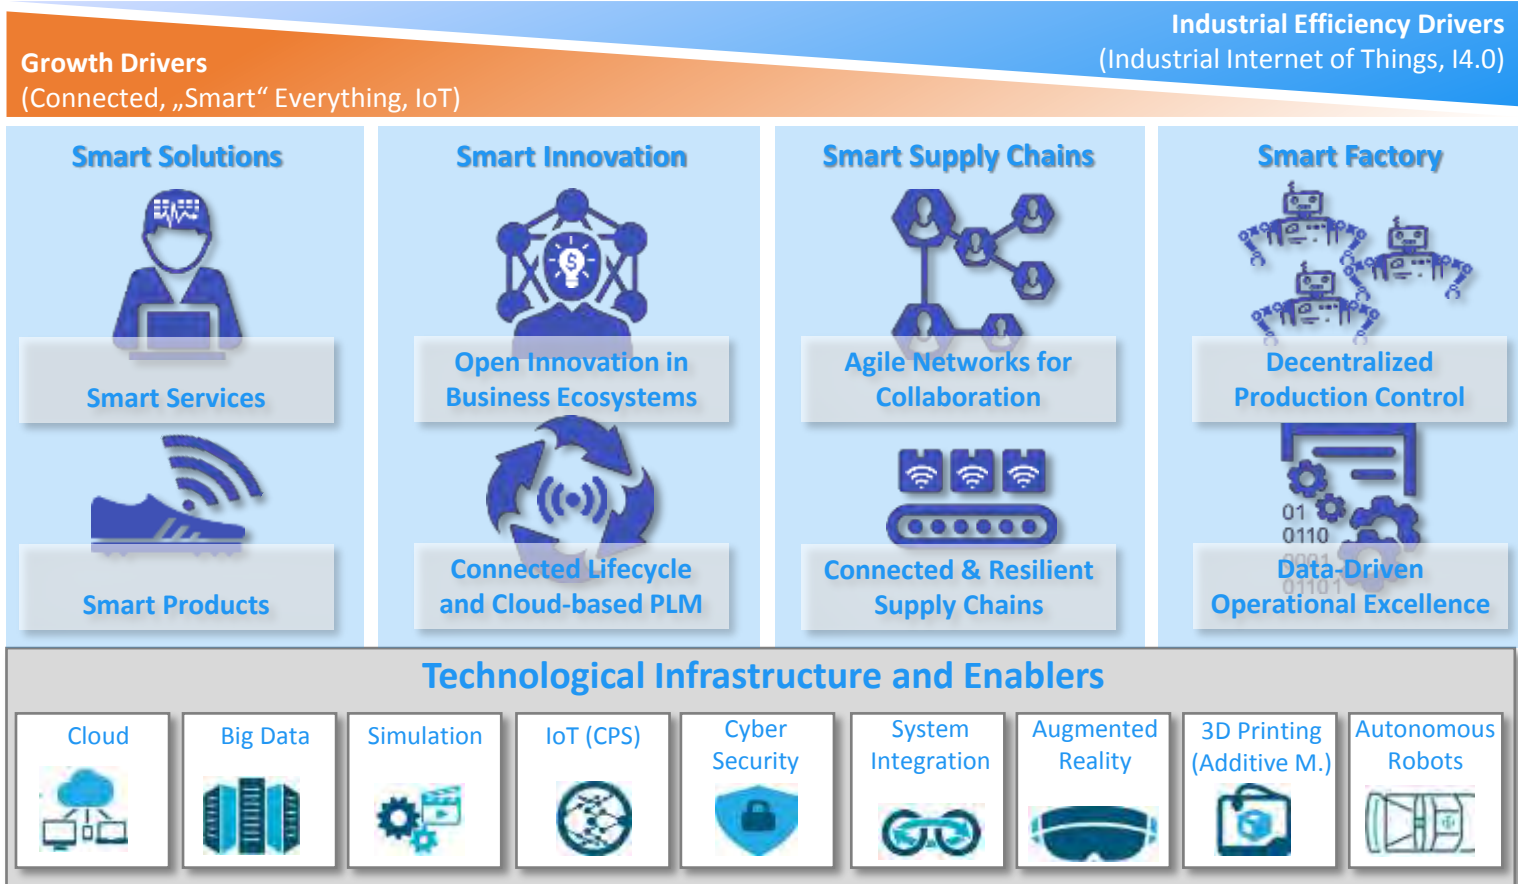 Industrial Efficiency Drivers
(Industrial Internet of Things, I4.0)
Growth Drivers
(Connected, „Smart“ Everything, IoT)
Smart Solutions
Smart Services
Smart Products
Smart Innovation
$
Open Innovation in
Business Ecosystems
Connected Lifecycle
and Cloud-based PLM
Smart Supply Chains
Agile Networks for
Collaboration
Connected & Resilient
Supply Chains
Smart Factory
Decentralized
Production Control
01
0110
0001
01101
Data-Driven
Operational Excellence
Technological Infrastructure and Enablers
Cloud
Big Data
Simulation
IoT (CPS)
Cyber
Security
System
Integration
Augmented
Reality
3D Printing
(Additive M.)
Autonomous
Robots